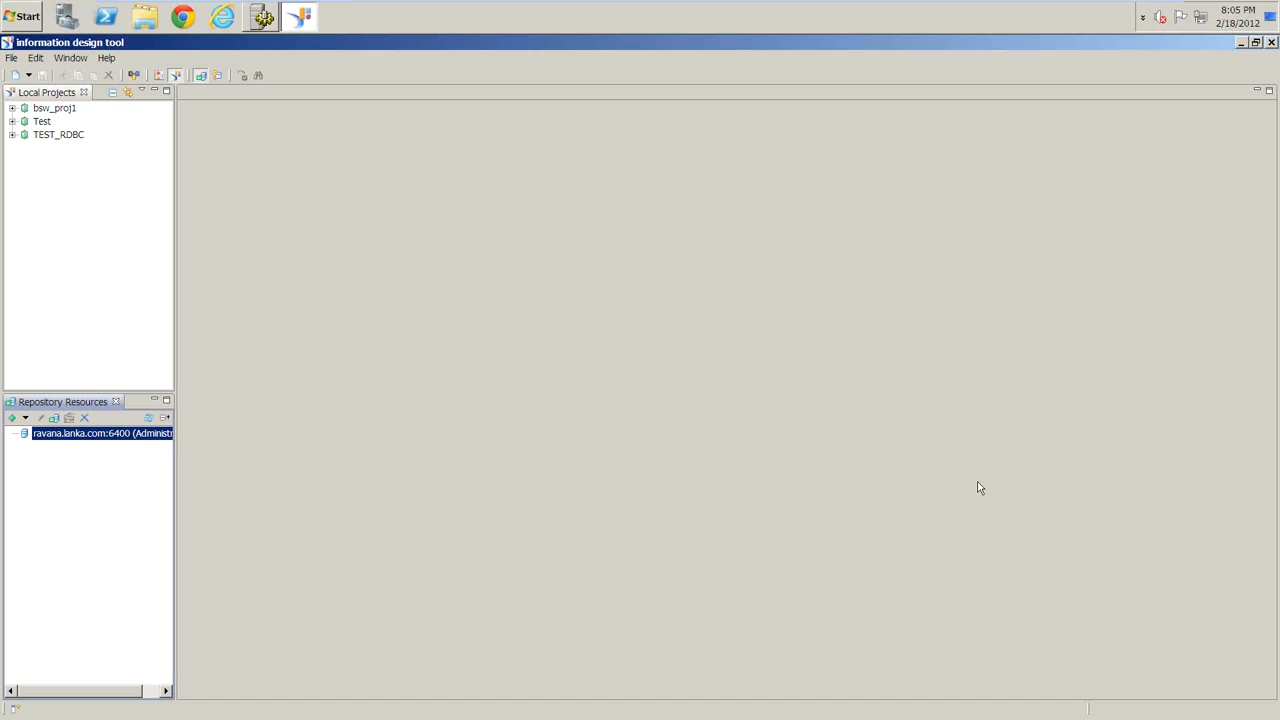 Start
8:05 PM
2/18/2012
information design tool
File Edit Window Help
Local Projects
bsw_proj1
Test
TEST_RDBC
Repository Resources
ravana.lanka.com:6400 (Administr